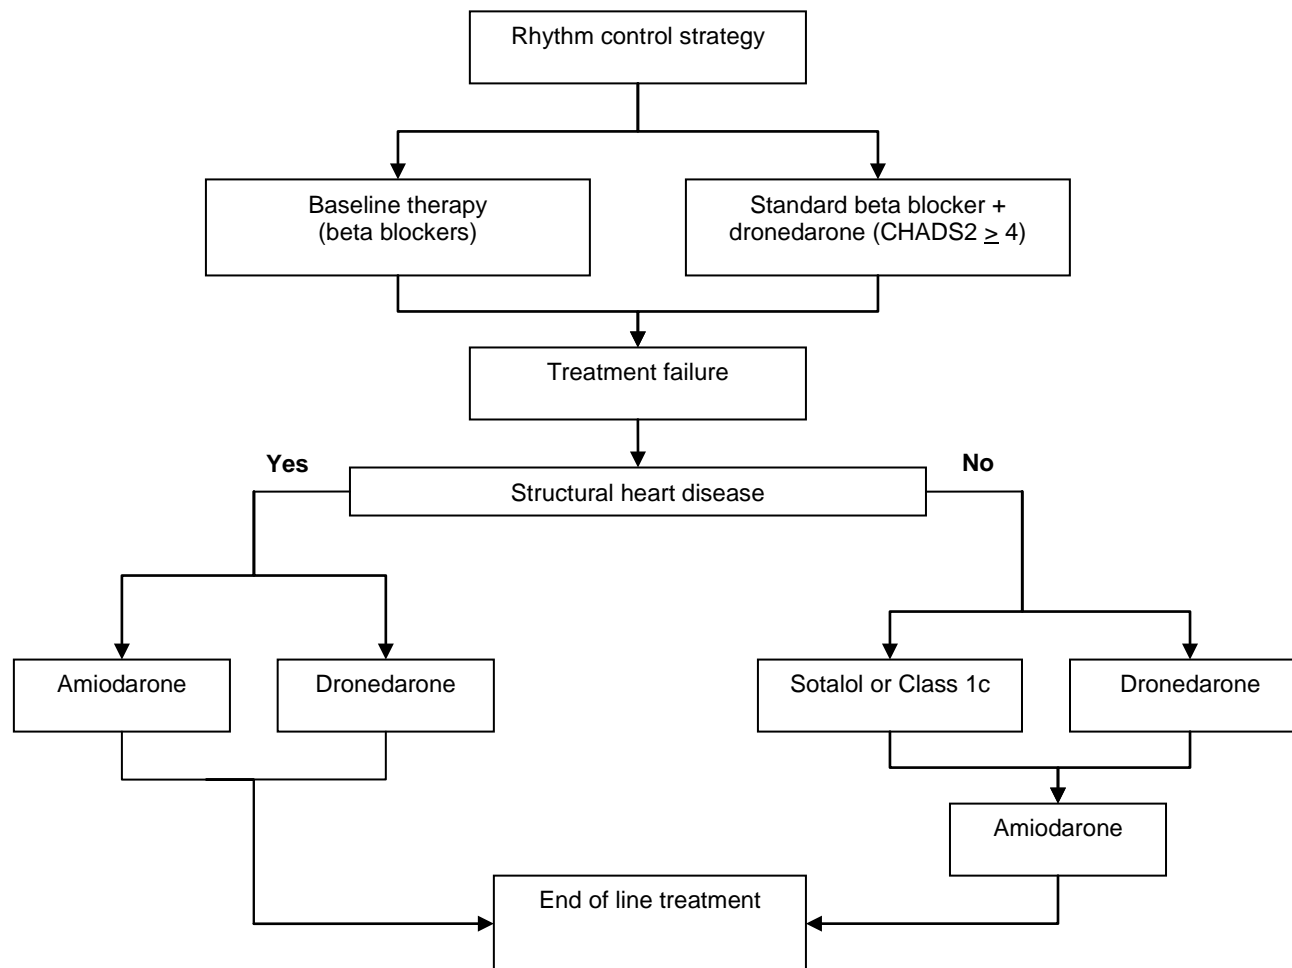 Rhythm control strategy
Baseline therapy
(beta blockers)
Standard beta blocker +
dronedarone (CHADS2 ≥ 4)
Treatment failure
Yes
No
Structural heart disease
Amiodarone
Dronedarone
Sotalol or Class 1c
Dronedarone
Amiodarone
End of line treatment